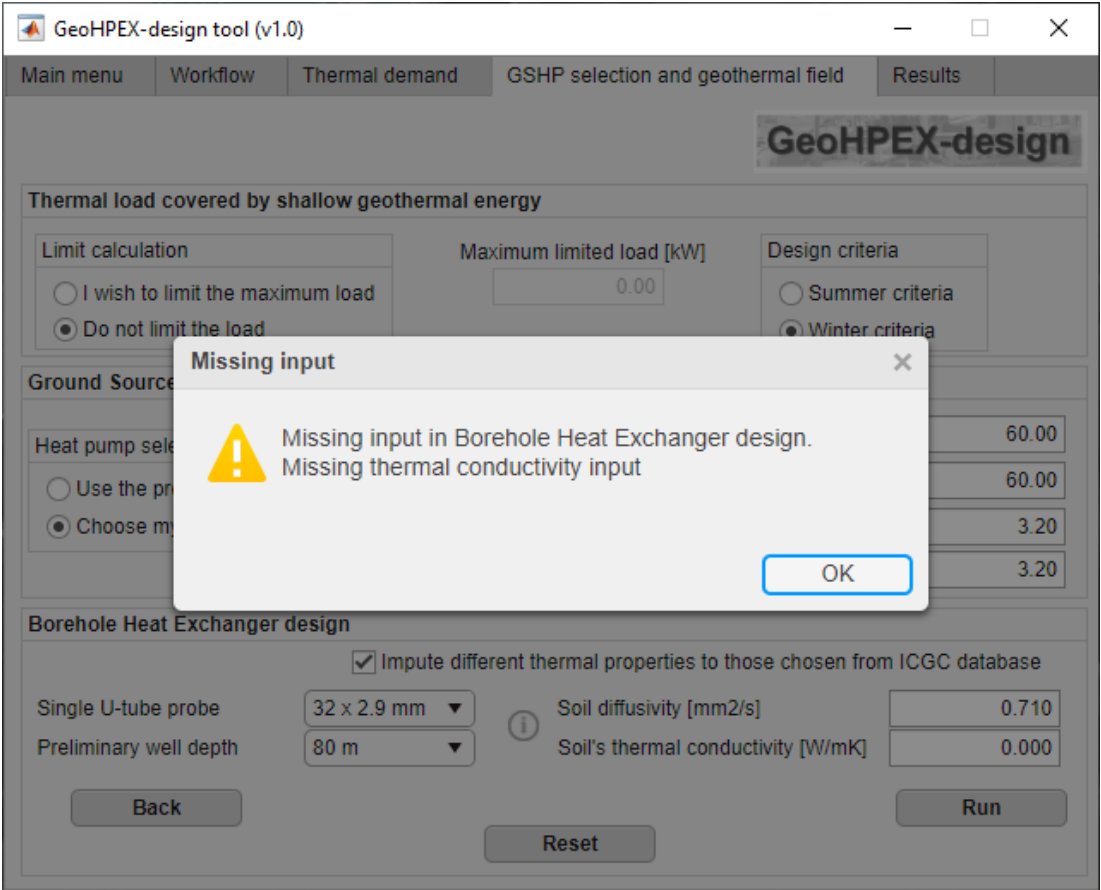 GeoHPEX-design tool (v1.0)
Main menu Workflow Thermal demand GSHP selection and geothermal field Results
GeoHPEX-design
Thermal load covered by shallow geothermal energy
Limit calculation
I wish to limit the maximum load
Do not limit the load
Maximum limited load [kW]
0.00
Design criteria
Summer criteria
Winter criteria
Ground Source
Heat pump sele
Use the pr
Choose my
60.00
60.00
3.20
3.20
Missing input
Missing input in Borehole Heat Exchanger design.
Missing thermal conductivity input
OK
Borehole Heat Exchanger design
Impute different thermal properties to those chosen from ICGC database
Single U-tube probe 32 x 2.9 mm
Soil diffusivity [mm2/s] 0.710
Preliminary well depth 80 m
Soil's thermal conductivity [W/mK] 0.000
Back
Run
Reset